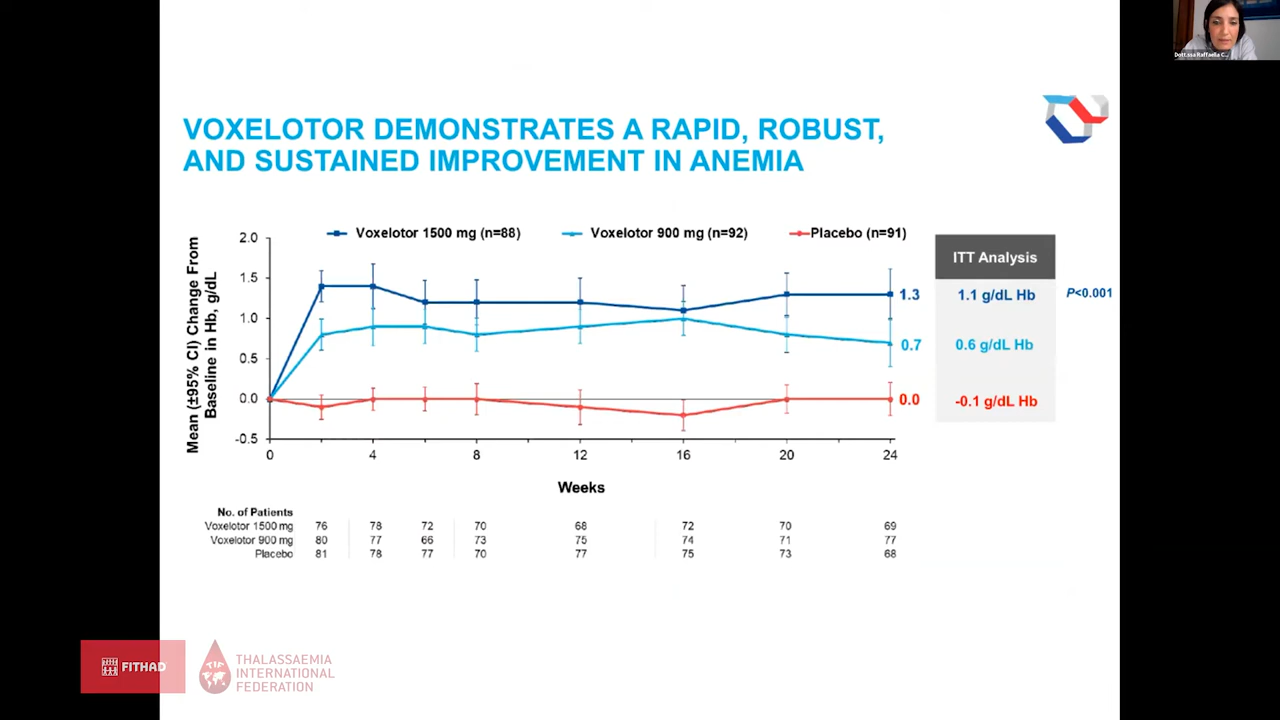 Dott.ssa Raffaela C...
VOXELOTOR DEMONSTRATES A RAPID, ROBUST,
AND SUSTAINED IMPROVEMENT IN ANEMIA
Voxelotor 1500 mg (n=88)
Voxelotor 900 mg (n=92)
Placebo (n=91)
Mean (±95% CI) Change From
Baseline in Hb, g/dL
2.0
1.5
1.0
0.5
0.0
-0.5
0 4 8 12 16 20 24
Weeks
1.3
0.7
0.0
ITT Analysis
1.1 g/dL Hb
P<0.001
0.6 g/dL Hb
-0.1 g/dL Hb
No. of Patients
Voxelotor 1500 mg 76 78 72 70 68 72 70 69
Voxelotor 900 mg 80 77 66 73 75 74 71 77
Placebo 81 78 77 70 77 75 73 68
FITHAD
TIF
THALASSAEMIA
INTERNATIONAL
FEDERATION